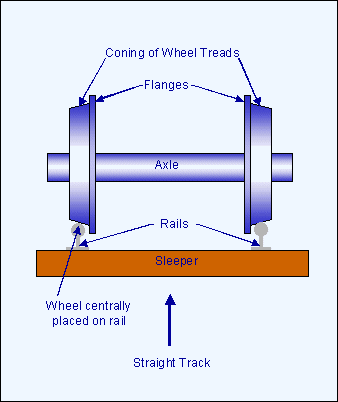 Coning of Wheel Treads
Flanges
Axle
Rails
Sleeper
Wheel centrally
placed on rail
Straight Track